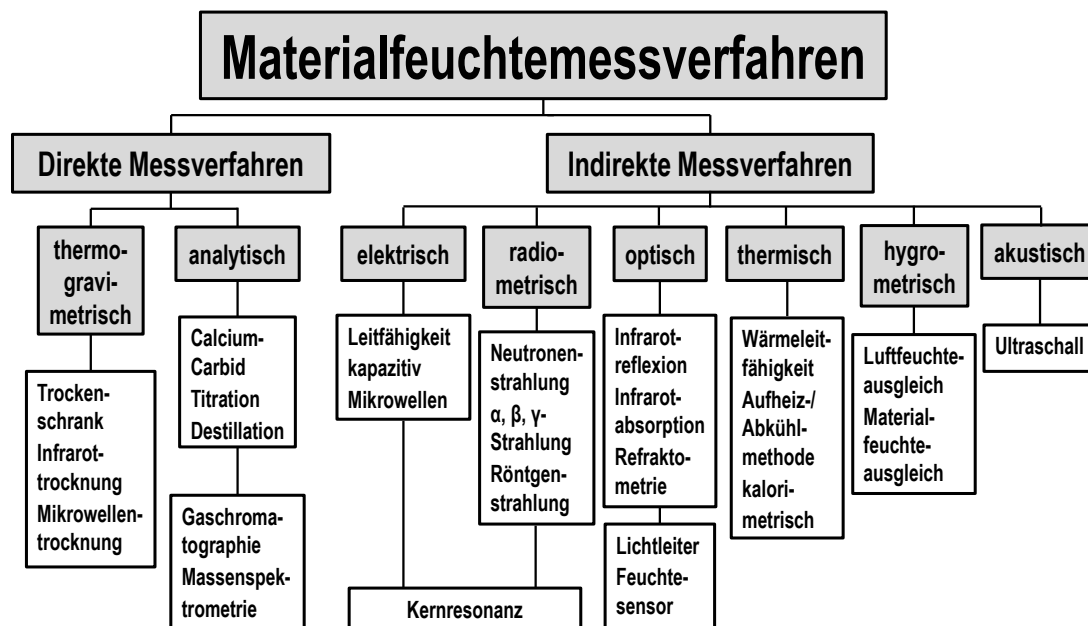 Materialfeuchtemessverfahren
Direkte Messverfahren
Indirekte Messverfahren
thermo-
gravi-
metrisch
analytisch
elektrisch
radio-
metrisch
optisch
thermisch
hygro-
metrisch
akustisch
Trocken-
schrank
Infrarot-
trocknung
Mikrowellen-
trocknung
Calcium-
Carbid
Titration
Destillation
Gaschroma-
tographie
Massenspek-
trometrie
Leitfähigkeit
kapazitiv
Mikrowellen
Neutronen-
strahlung
α, β, γ-
Strahlung
Röntgen-
strahlung
Kernresonanz
Infrarot-
reflexion
Infrarot-
absorption
Refrakto-
metrie
Lichtleiter
Feuchte-
sensor
Wärmeleit-
fähigkeit
Aufheiz-/
Abkühl-
methode
kalori-
metrisch
Luftfeuchte-
ausgleich
Material-
feuchte-
ausgleich
Ultraschall